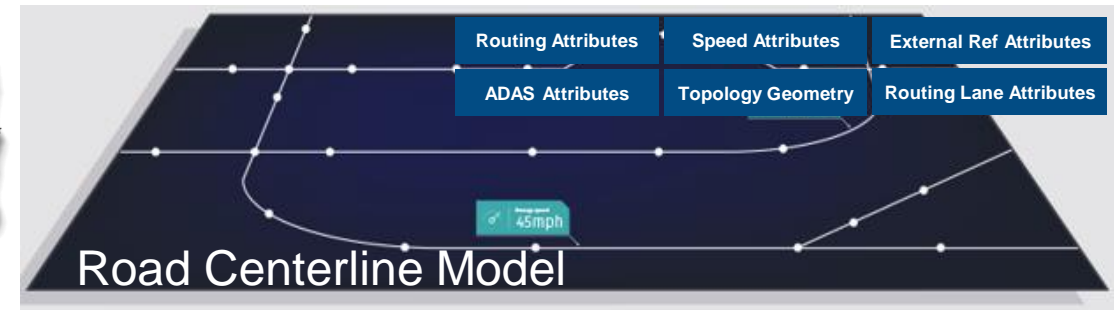 Routing Attributes
Speed Attributes
External Ref Attributes
ADAS Attributes
Topology Geometry
Routing Lane Attributes
45mph
Road Centerline Model